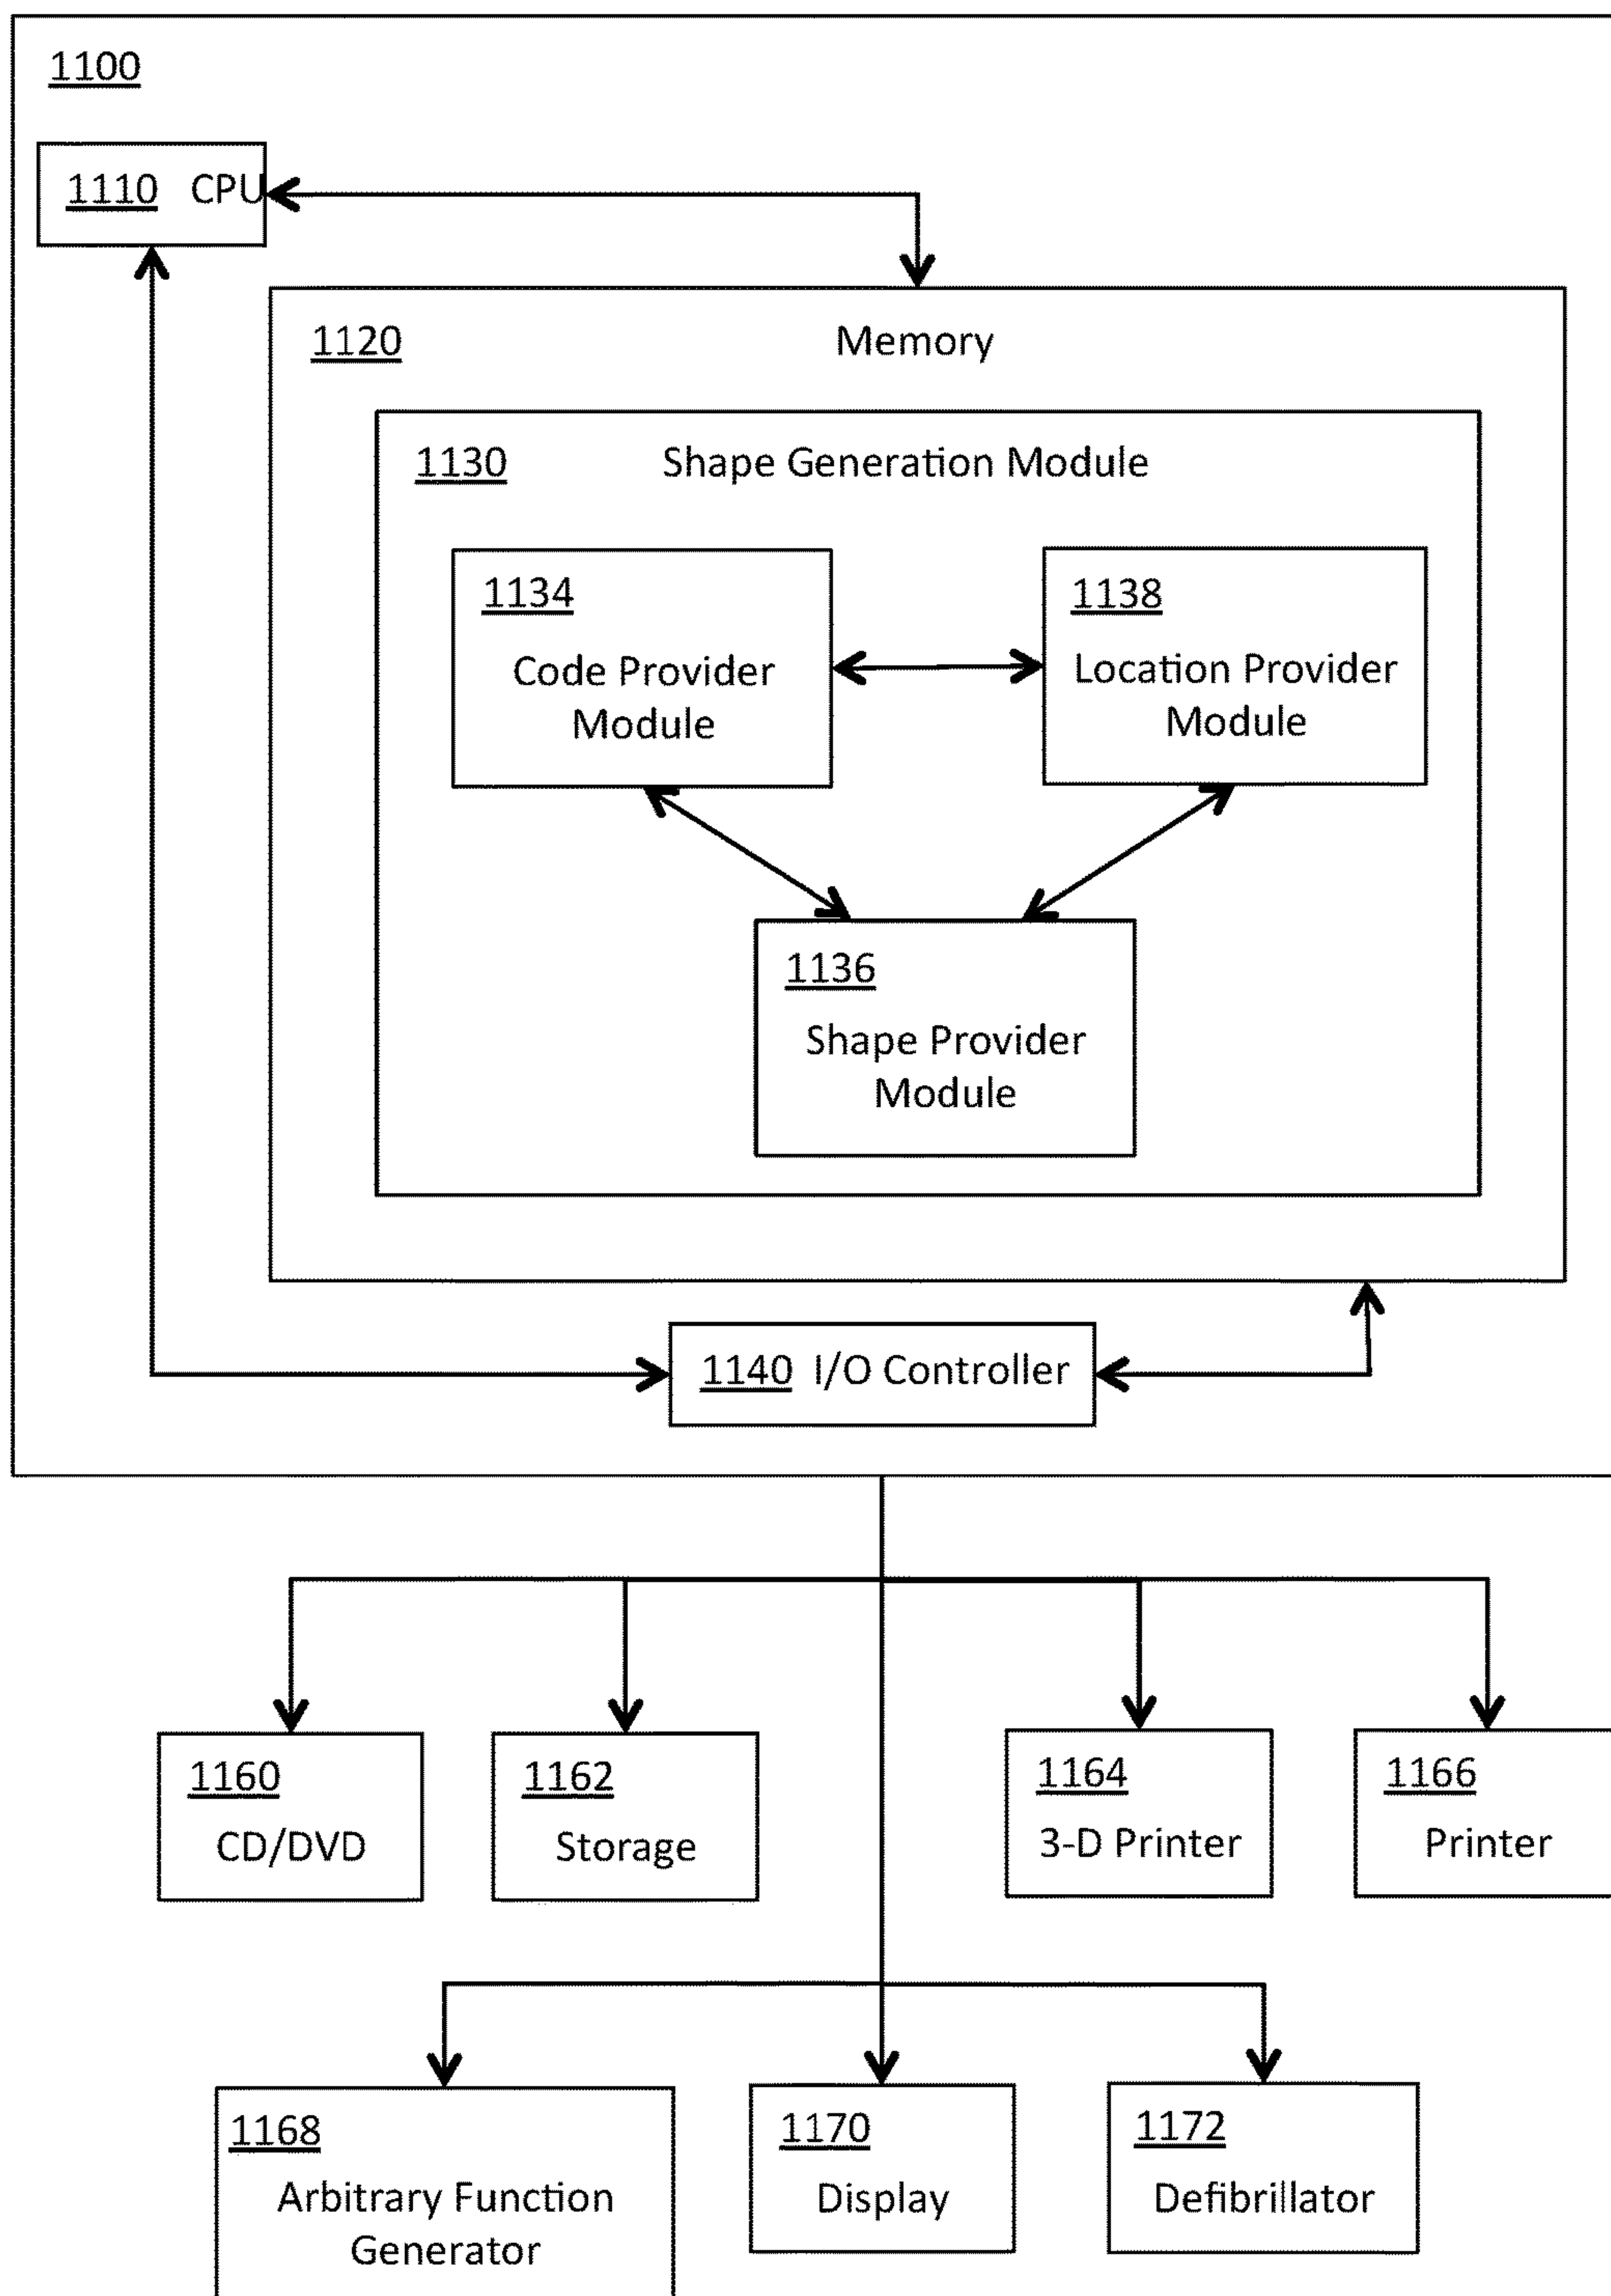 1100
1110 CPU
1120 Memory
1130 Shape Generation Module
1134
Code Provider
Module
1138
Location Provider
Module
1136
Shape Provider
Module
1140 I/O Controller
1160
CD/DVD
1162
Storage
1164
3-D Printer
1166
Printer
1168
Arbitrary Function
Generator
1170
Display
1172
Defibrillator